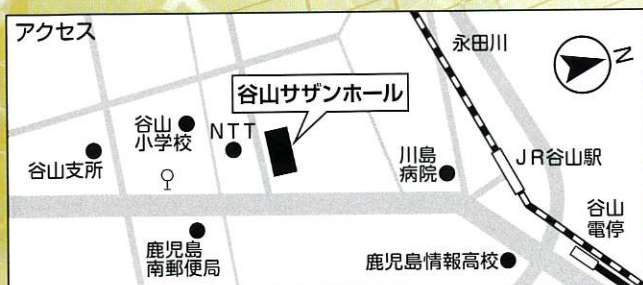 アクセス
永田川
N
谷山サザンホール
谷山
小学校
NTT
谷山支所
川島
病院
JR谷山駅
谷山
電停
鹿児島
南郵便局
鹿児島情報高校